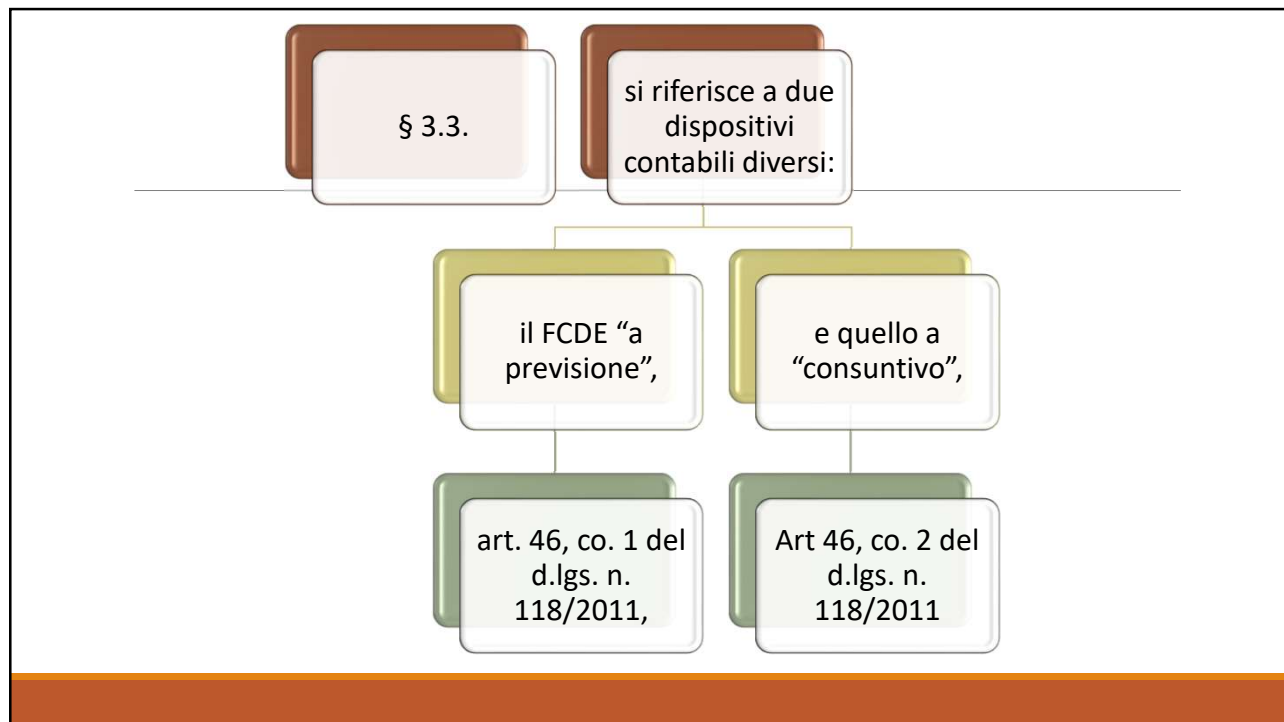 § 3.3.
si riferisce a due
dispositivi
contabili diversi:
il FCDE “a
previsione”,
e quello a
“consuntivo”,
art. 46, co. 1 del
d.lgs. n.
118/2011,
Art 46, co. 2 del
d.lgs. n.
118/2011